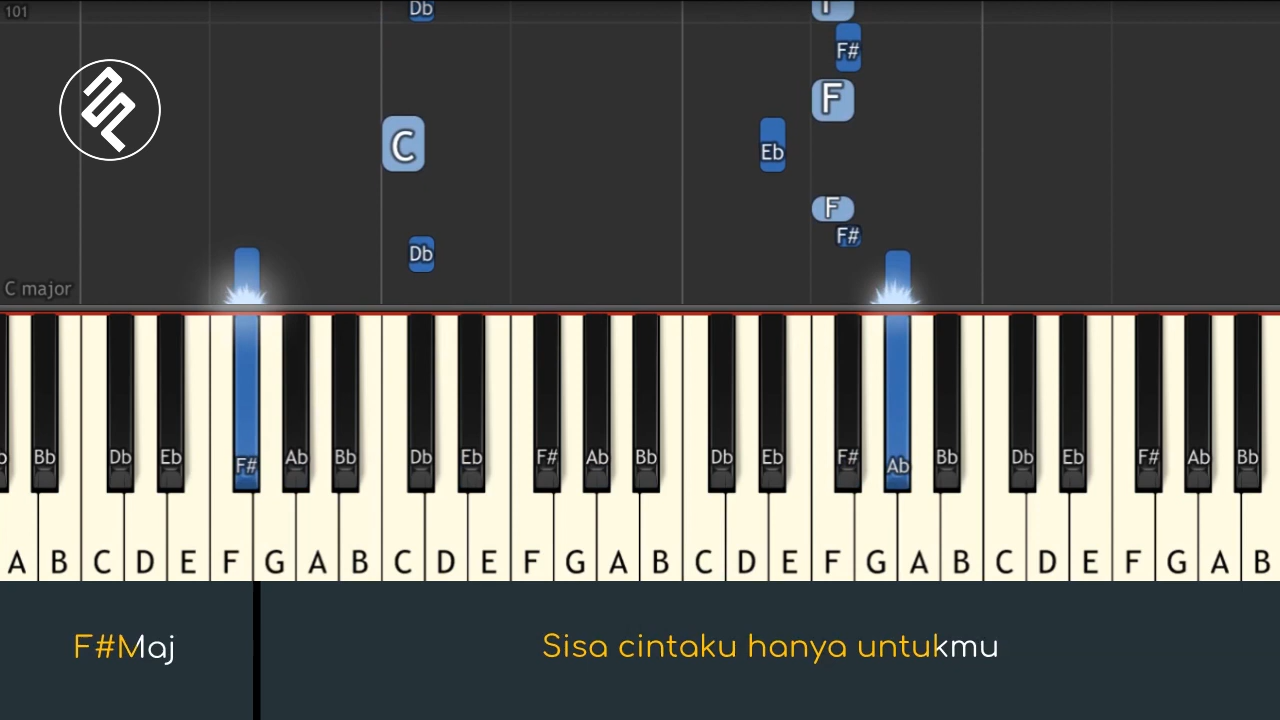 101
Db
F
F#
F
C
Eb
F
F#
Db
C major
Bb Db Eb F# Ab Bb Db Eb F# Ab Bb Db Eb F# Ab Bb Db Eb F# Ab Bb
A B C D E F G A B C D E F G A B C D E F G A B C D E F G A B
F#Maj
Sisa cintaku hanya untukmu